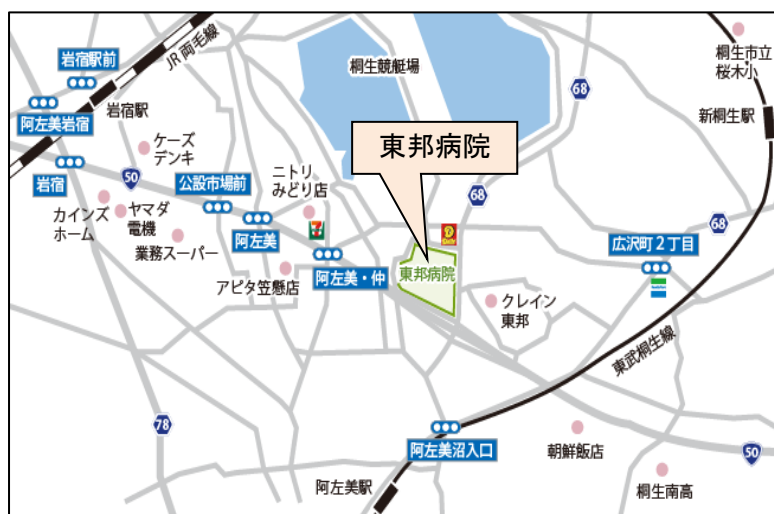 岩宿駅前
JR両毛線
桐生競艇場
桐生市立
桜木小
68
新桐生駅
岩宿駅
阿左美岩宿
ケーズ
デンキ
東邦病院
岩宿
50
公設市場前
ニトリ
みどり店
68
カインズ
ホーム
ヤマダ
電機
業務スーパー
阿左美
7
広沢町2丁目
68
アピタ笠懸店
阿左美・仲
東邦病院
クレイン
東邦
東武桐生線
78
阿左美沼入口
朝鮮飯店
50
阿左美駅
桐生南高